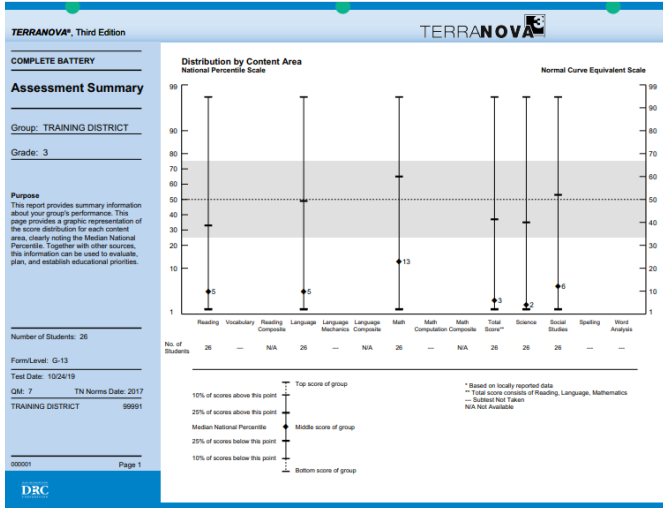 TERRANOVA®, Third Edition
TERRANOVA 3
COMPLETE BATTERY
Assessment Summary
Group: TRAINING DISTRICT
Grade: 3
Purpose
This report provides summary information
about your group's performance. This
page provides a graphic representation of
the score distribution for each content
area, clearly noting the Median National
Percentile. Together with other sources,
this information can be used to evaluate,
plan, and establish educational priorities.
Number of Students: 26
Form/Level: G-13
Test Date: 10/24/19
QM: 7 TN Norms Date: 2017
TRAINING DISTRICT 99991
000001 Page 1
DRC
Distribution by Content Area
National Percentile Scale
Normal Curve Equivalent Scale
99
90
80
70
60
50
40
30
20
10
1
99
90
80
70
60
50
40
30
20
10
1
5
5
13
3
2
6
Reading Vocabulary Reading Composite Language Language Mechanics Language Composite Math Math Computation Math Composite Total Score** Science Social Studies Spelling Word Analysis
No. of Students 26 — N/A 26 — N/A 26 — N/A 26 26 26 — —
Top score of group
10% of scores above this point
25% of scores above this point
Median National Percentile Middle score of group
25% of scores below this point
10% of scores below this point
Bottom score of group
* Based on locally reported data
** Total score consists of Reading, Language, Mathematics
— Subtest Not Taken
N/A Not Available